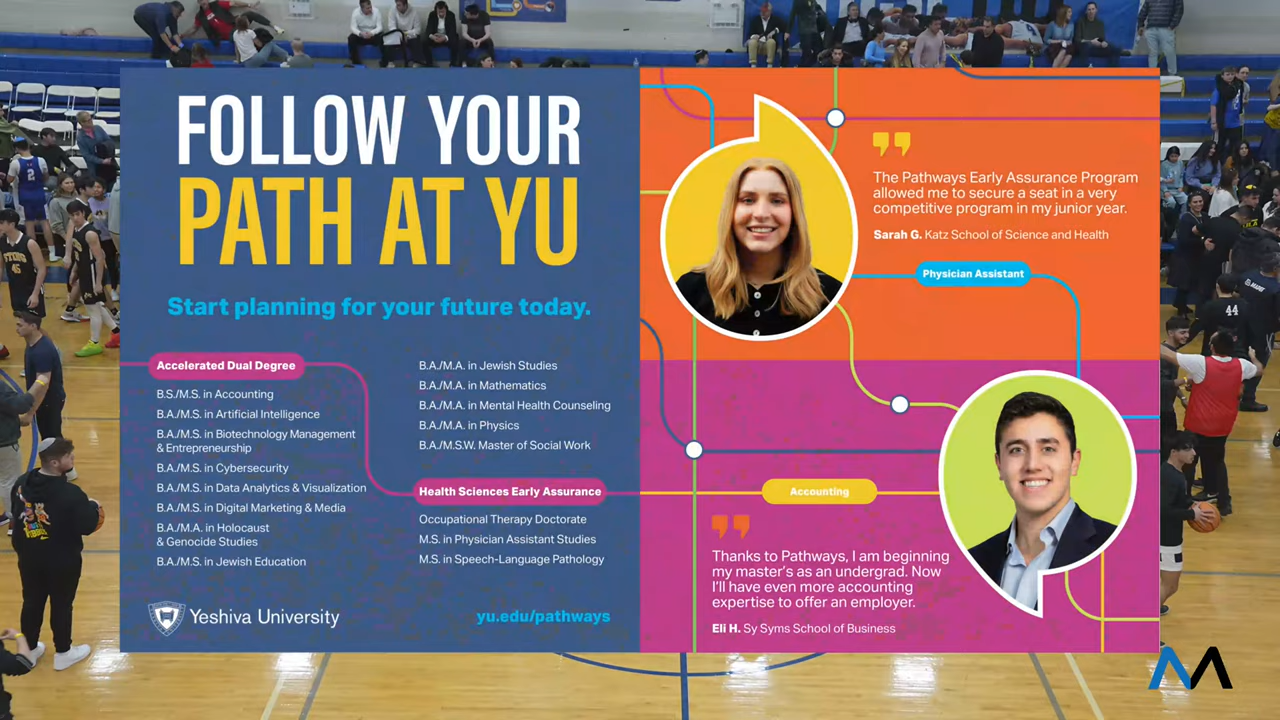 FOLLOW YOUR
PATH AT YU
Start planning for your future today.
Accelerated Dual Degree
B.S./M.S. in Accounting
B.A./M.S. in Artificial Intelligence
B.A./M.S. in Biotechnology Management
& Entrepreneurship
B.A./M.S. in Cybersecurity
B.A./M.S. in Data Analytics & Visualization
B.A./M.S. in Digital Marketing & Media
B.A./M.A. in Holocaust
& Genocide Studies
B.A./M.S. in Jewish Education
B.A./M.A. in Jewish Studies
B.A./M.A. in Mathematics
B.A./M.A. in Mental Health Counseling
B.A./M.A. in Physics
B.A./M.S.W. Master of Social Work
Health Sciences Early Assurance
Occupational Therapy Doctorate
M.S. in Physician Assistant Studies
M.S. in Speech-Language Pathology
Yeshiva University
yu.edu/pathways
The Pathways Early Assurance Program
allowed me to secure a seat in a very
competitive program in my junior year.
Sarah G. Katz School of Science and Health
Physician Assistant
Accounting
Thanks to Pathways, I am beginning
my master's as an undergrad. Now
I'll have even more accounting
expertise to offer an employer.
Eli H. Sy Syms School of Business
2
45
44